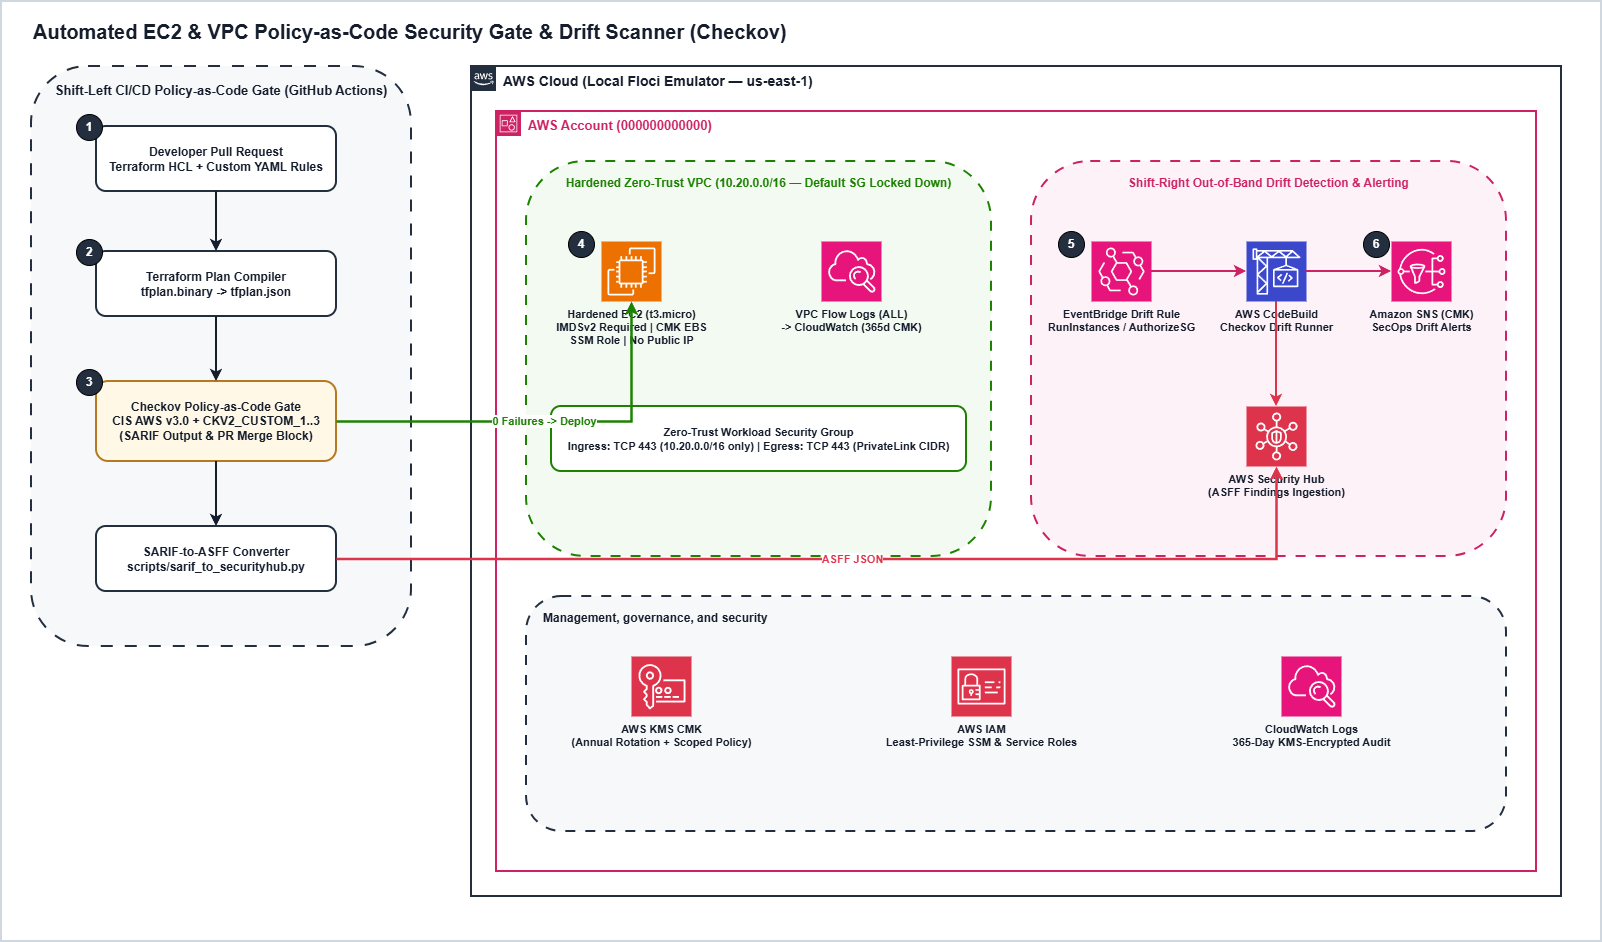 Automated EC2 & VPC Policy-as-Code Security Gate & Drift Scanner (Checkov)
Shift-Left CI/CD Policy-as-Code Gate (GitHub Actions)
1
Developer Pull Request
Terraform HCL + Custom YAML Rules
2
Terraform Plan Compiler
tfplan.binary -> tfplan.json
3
Checkov Policy-as-Code Gate
CIS AWS v3.0 + CKV2_CUSTOM_1..3
(SARIF Output & PR Merge Block)
SARIF-to-ASFF Converter
scripts/sarif_to_securityhub.py
aws
AWS Cloud (Local Floci Emulator — us-east-1)
AWS Account (000000000000)
Hardened Zero-Trust VPC (10.20.0.0/16 — Default SG Locked Down)
4
Hardened EC2 (t3.micro)
IMDSv2 Required | CMK EBS
SSM Role | No Public IP
VPC Flow Logs (ALL)
-> CloudWatch (365d CMK)
0 Failures -> Deploy
Zero-Trust Workload Security Group
Ingress: TCP 443 (10.20.0.0/16 only) | Egress: TCP 443 (PrivateLink CIDR)
Shift-Right Out-of-Band Drift Detection & Alerting
5
EventBridge Drift Rule
RunInstances / AuthorizeSG
AWS CodeBuild
Checkov Drift Runner
6
Amazon SNS (CMK)
SecOps Drift Alerts
AWS Security Hub
(ASFF Findings Ingestion)
ASFF JSON
Management, governance, and security
AWS KMS CMK
(Annual Rotation + Scoped Policy)
AWS IAM
Least-Privilege SSM & Service Roles
CloudWatch Logs
365-Day KMS-Encrypted Audit